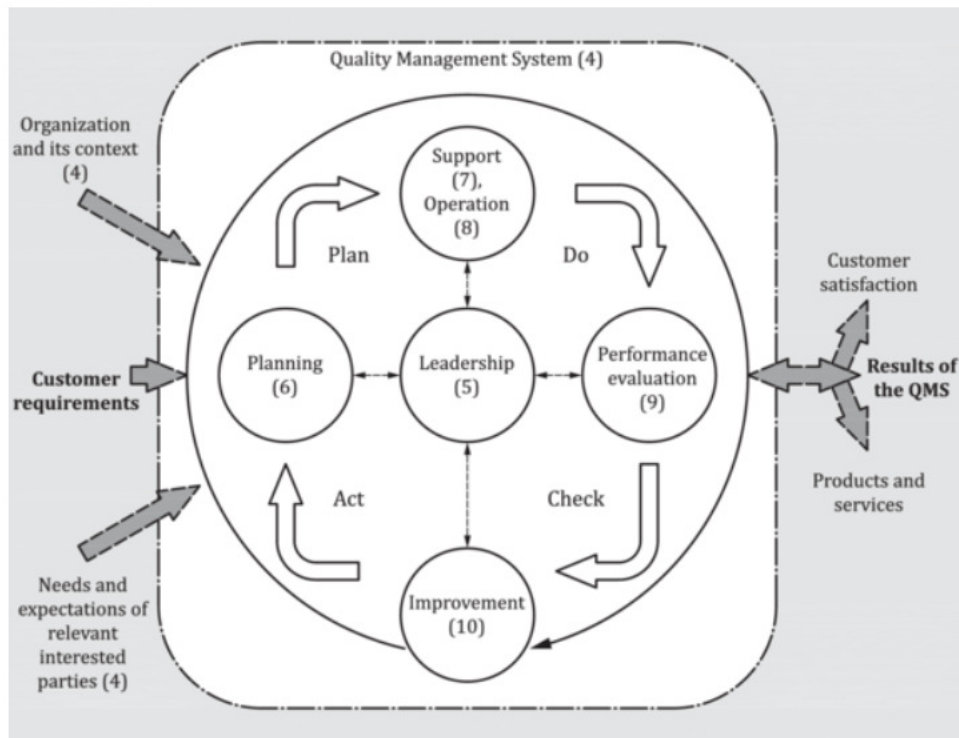 Quality Management System (4)
Organization
and its context
(4)
Support
(7),
Operation
(8)
Plan
Do
Customer
satisfaction
Planning
(6)
Leadership
(5)
Performance
evaluation
(9)
Customer
requirements
Results of
the QMS
Act
Check
Products and
services
Needs and
expectations of
relevant
interested
parties (4)
Improvement
(10)